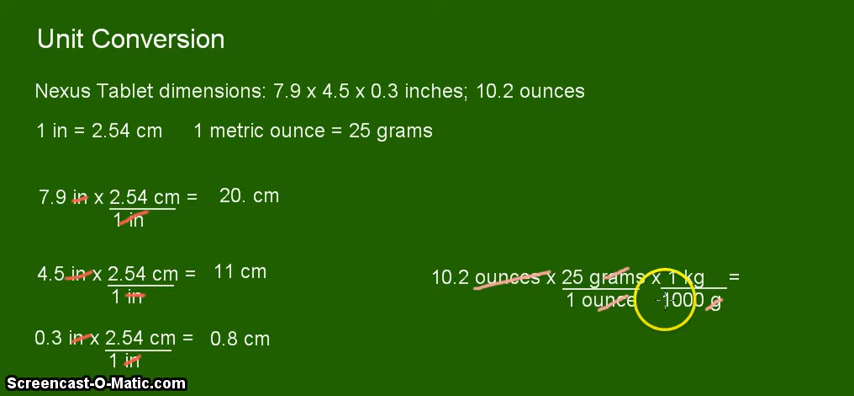 Unit Conversion
Nexus Tablet dimensions: 7.9 x 4.5 x 0.3 inches; 10.2 ounces
1 in = 2.54 cm 1 metric ounce = 25 grams
7.9 in x 2.54 cm = 20. cm
1 in
4.5 in x 2.54 cm = 11 cm
1 in
10.2 ounces x 25 grams x 1 kg =
1 ounce 1000 g
0.3 in x 2.54 cm = 0.8 cm
1 in
Screencast-O-Matic.com